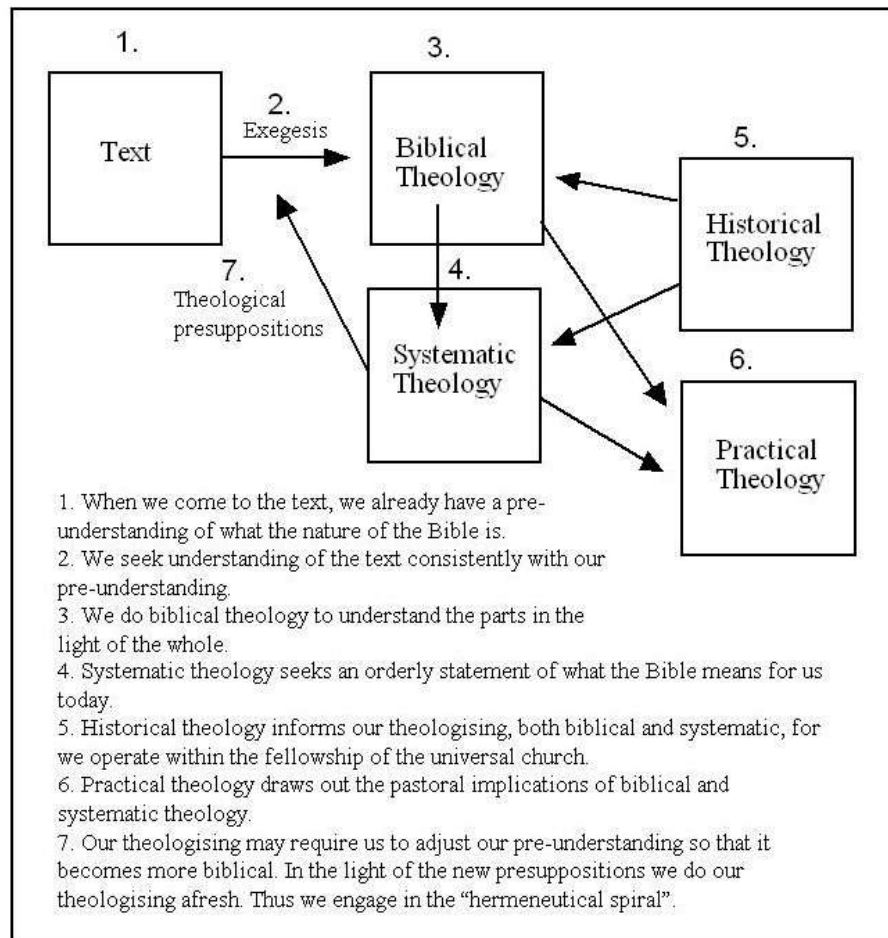 1.
3.
2.
Exegesis
5.
Text
Biblical
Theology
Historical
Theology
7.
4.
Theological
presuppositions
Systematic
Theology
6.
Practical
Theology
1. When we come to the text, we already have a pre-
understanding of what the nature of the Bible is.
2. We seek understanding of the text consistently with our
pre-understanding.
3. We do biblical theology to understand the parts in the
light of the whole.
4. Systematic theology seeks an orderly statement of what the Bible means for us
today.
5. Historical theology informs our theologising, both biblical and systematic, for
we operate within the fellowship of the universal church.
6. Practical theology draws out the pastoral implications of biblical and
systematic theology.
7. Our theologising may require us to adjust our pre-understanding so that it
becomes more biblical. In the light of the new presuppositions we do our
theologising afresh. Thus we engage in the “hermeneutical spiral”.